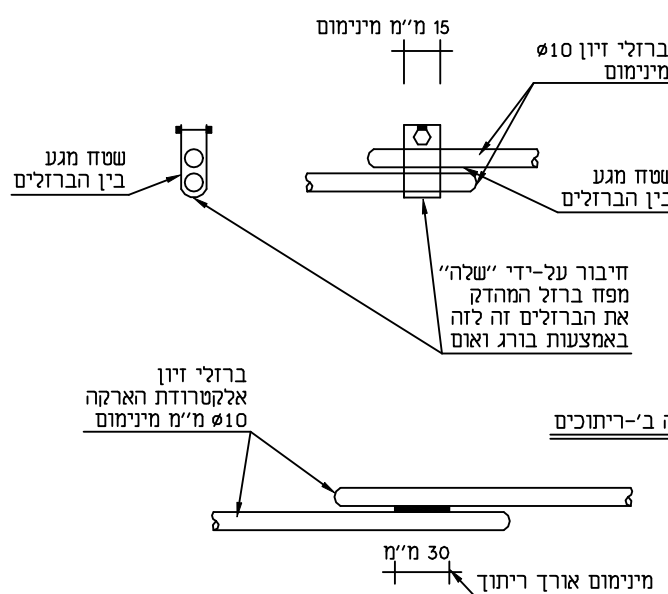 15 מ''מ מינימום
ברזלי זיון ø10
מינימום
שטח מגע
בין הברזלים
שטח מגע
בין הברזלים
חיבור על-ידי ''שלה''
מפח ברזל המהדק
את הברזלים זה לזה
באמצעות בורג ואום
ברזלי זיון
אלקטרודת הארקה
ø10 מ''מ מינימום
ב'-ריתוכים
30 מ''מ
מינימום אורך ריתוך